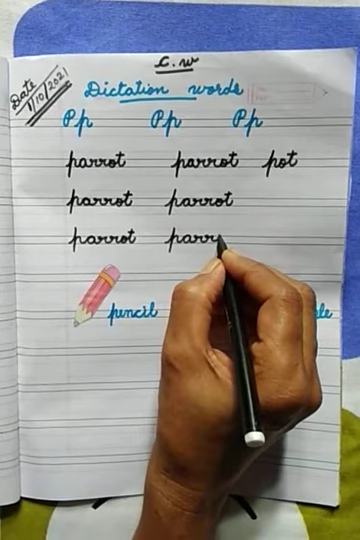 C.W
Date
1/10/2021
Dictation words
Pp Pp Pp
parrot parrot pot
parrot parrot
parrot parr
pencil